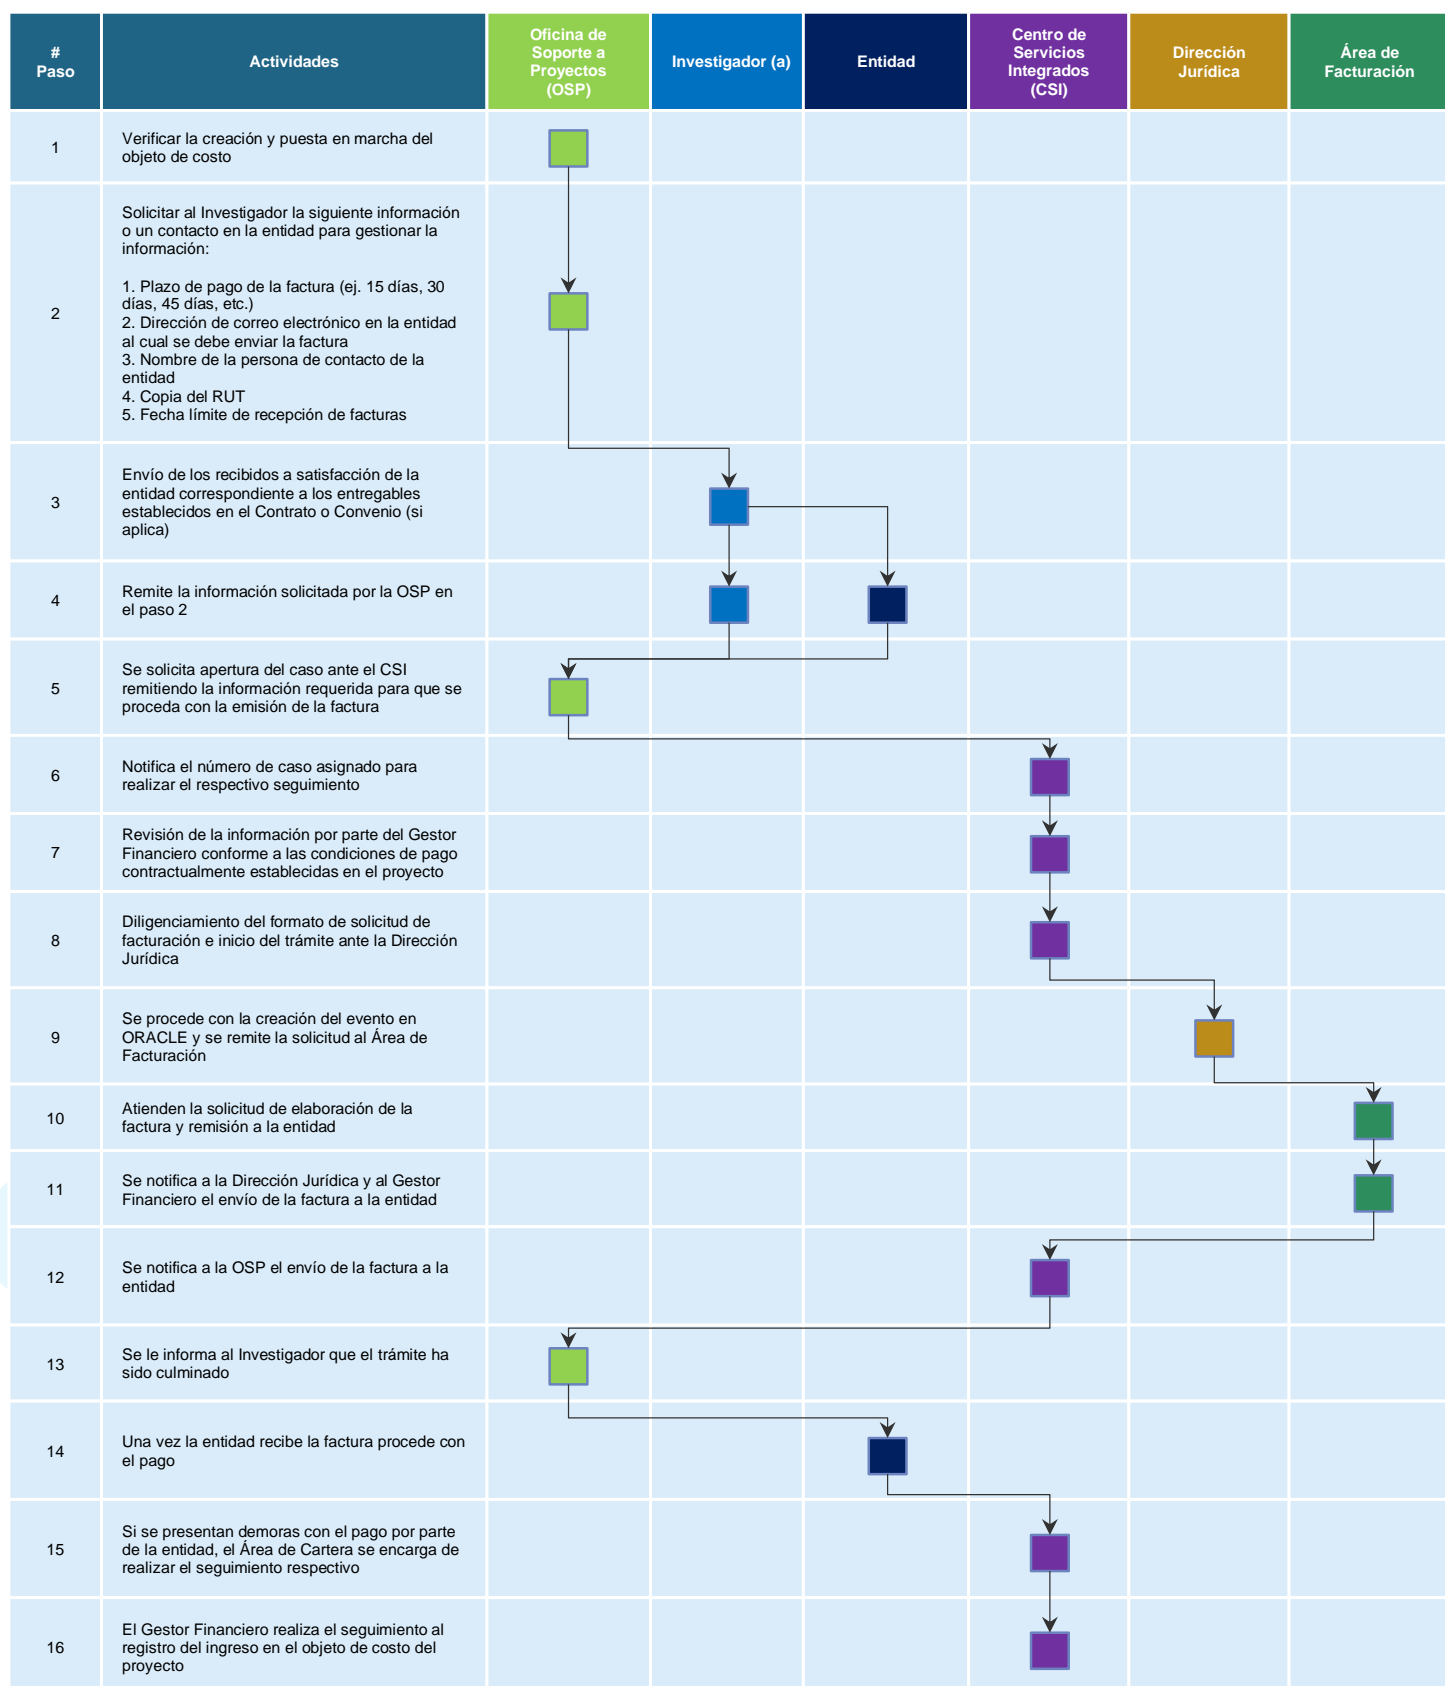 #
Paso
Actividades
Oficina de
Soporte a
Proyectos
(OSP)
Investigador (a)
Entidad
Centro de
Servicios
Integrados
(CSI)
Dirección
Jurídica
Área de
Facturación
1
Verificar la creación y puesta en marcha del
objeto de costo
2
Solicitar al Investigador la siguiente información
o un contacto en la entidad para gestionar la
información:
1. Plazo de pago de la factura (ej. 15 días, 30
días, 45 días, etc.)
2. Dirección de correo electrónico en la entidad
al cual se debe enviar la factura
3. Nombre de la persona de contacto de la
entidad
4. Copia del RUT
5. Fecha límite de recepción de facturas
3
Envío de los recibidos a satisfacción de la
entidad correspondiente a los entregables
establecidos en el Contrato o Convenio (si
aplica)
4
Remite la información solicitada por la OSP en
el paso 2
5
Se solicita apertura del caso ante el CSI
remitiendo la información requerida para que se
proceda con la emisión de la factura
6
Notifica el número de caso asignado para
realizar el respectivo seguimiento
7
Revisión de la información por parte del Gestor
Financiero conforme a las condiciones de pago
contractualmente establecidas en el proyecto
8
Diligenciamiento del formato de solicitud de
facturación e inicio del trámite ante la Dirección
Jurídica
9
Se procede con la creación del evento en
ORACLE y se remite la solicitud al Área de
Facturación
10
Atienden la solicitud de elaboración de la
factura y remisión a la entidad
11
Se notifica a la Dirección Jurídica y al Gestor
Financiero el envío de la factura a la entidad
12
Se notifica a la OSP el envío de la factura a la
entidad
13
Se le informa al Investigador que el trámite ha
sido culminado
14
Una vez la entidad recibe la factura procede con
el pago
15
Si se presentan demoras con el pago por parte
de la entidad, el Área de Cartera se encarga de
realizar el seguimiento respectivo
16
El Gestor Financiero realiza el seguimiento al
registro del ingreso en el objeto de costo del
proyecto